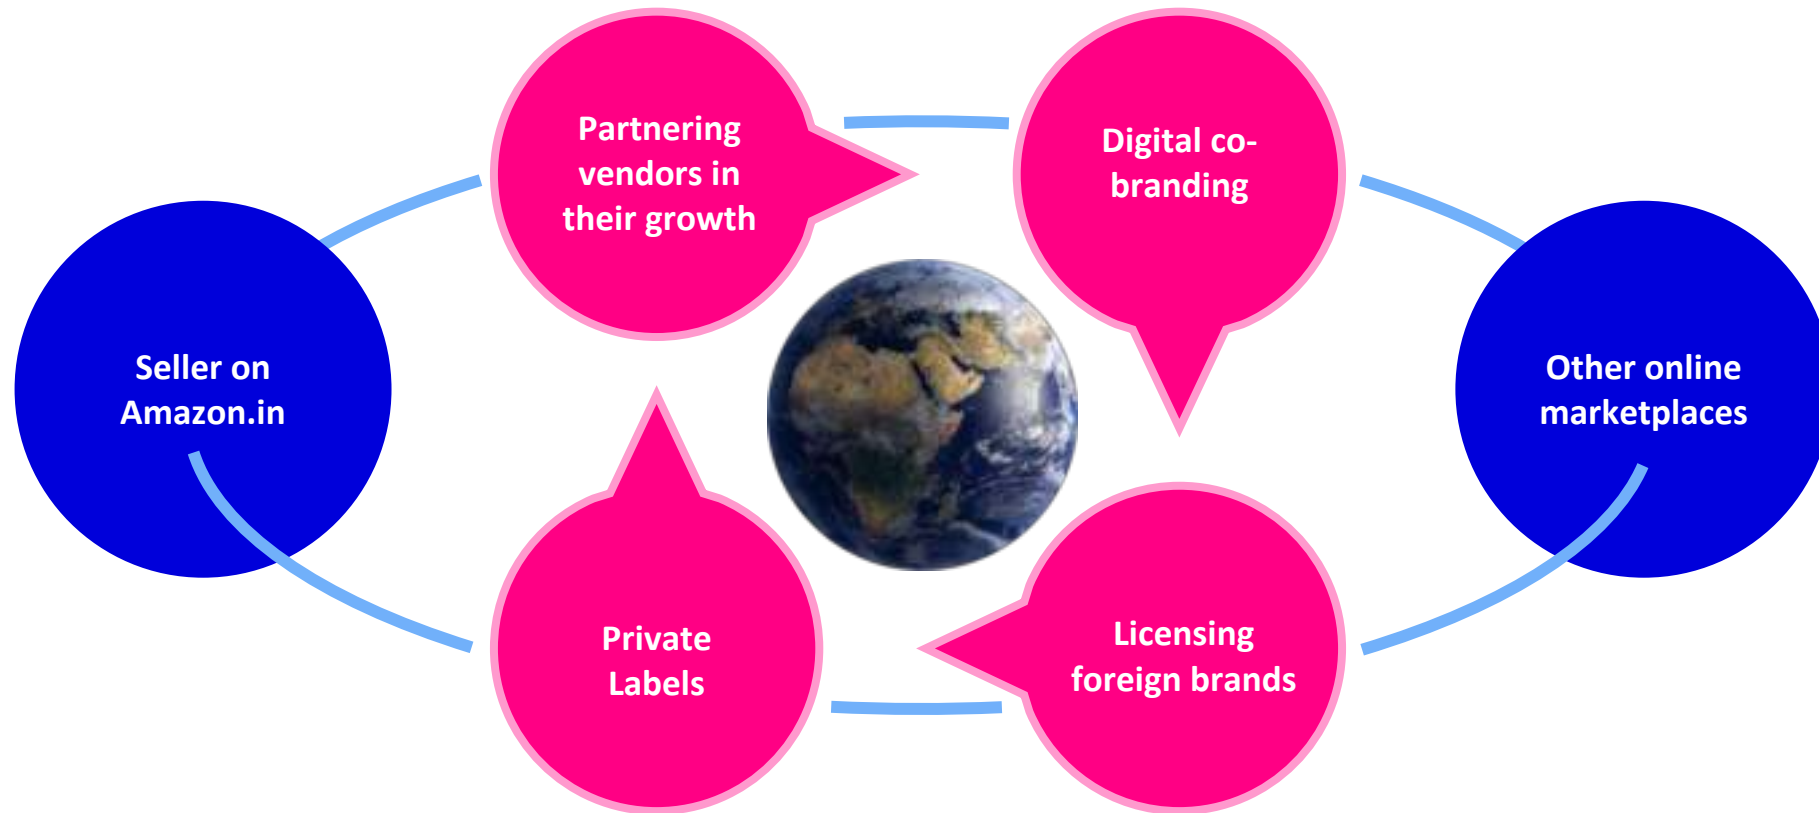 Partnering
vendors in
their growth
Digital co-
branding
Seller on
Amazon.in
Other online
marketplaces
Private
Labels
Licensing
foreign brands